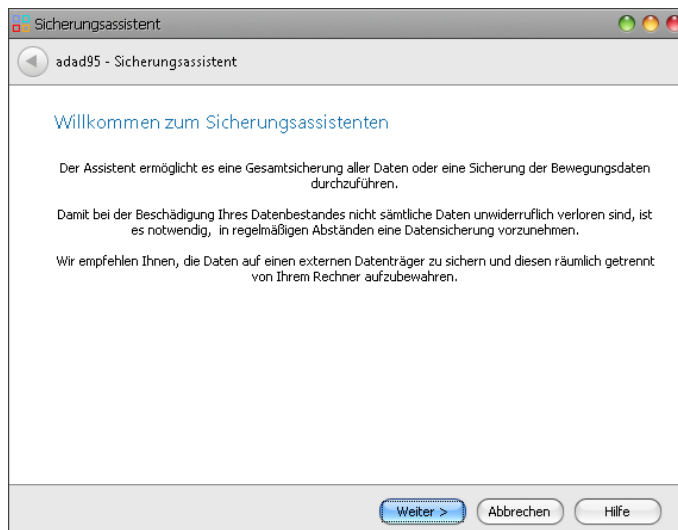 Sicherungsassistent
adad95 - Sicherungsassistent
Willkommen zum Sicherungsassistenten
Der Assistent ermöglicht es eine Gesamtsicherung aller Daten oder eine Sicherung der Bewegungsdaten
durchzuführen.
Damit bei der Beschädigung Ihres Datenbestandes nicht sämtliche Daten unwiderruflich verloren sind, ist
es notwendig, in regelmäßigen Abständen eine Datensicherung vorzunehmen.
Wir empfehlen Ihnen, die Daten auf einen externen Datenträger zu sichern und diesen räumlich getrennt
von Ihrem Rechner aufzubewahren.
Weiter > Abbrechen Hilfe